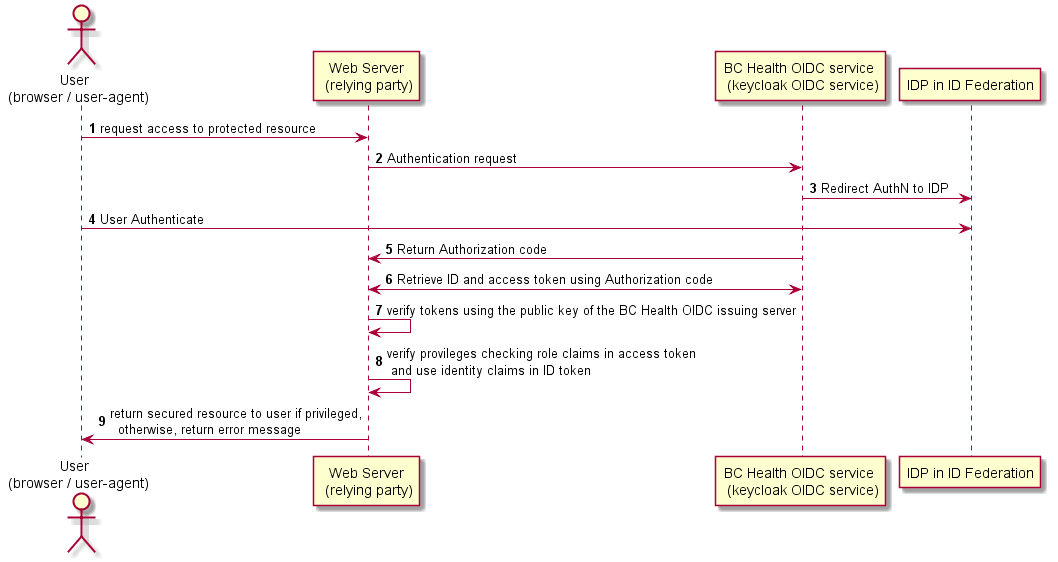 User
(browser / user-agent)
Web Server
(relying party)
BC Health OIDC service
(keycloak OIDC service)
IDP in ID Federation
1 request access to protected resource
2 Authentication request
3 Redirect AuthN to IDP
4 User Authenticate
5 Return Authorization code
6 Retrieve ID and access token using Authorization code
7 verify tokens using the public key of the BC Health OIDC issuing server
8 verify provileges checking role claims in access token
and use identity claims in ID token
9 return secured resource to user if privileged,
otherwise, return error message
User
(browser / user-agent)
Web Server
(relying party)
BC Health OIDC service
(keycloak OIDC service)
IDP in ID Federation